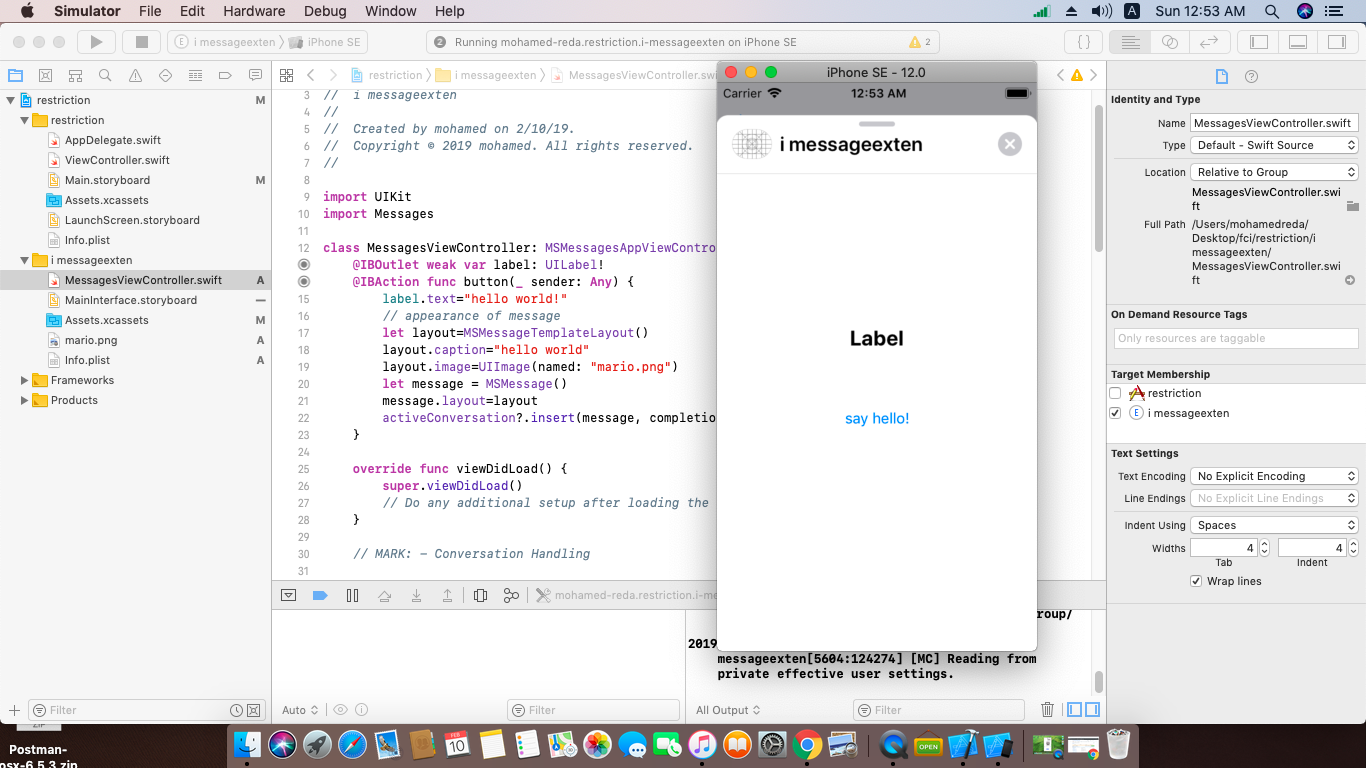 Simulator File Edit Hardware Debug Window Help
A Sun 12:53 AM
i messageexten iPhone SE
2 Running mohamed-reda.restriction.i-messageexten on iPhone SE 2
restriction M
restriction
AppDelegate.swift
ViewController.swift
Main.storyboard M
Assets.xcassets
LaunchScreen.storyboard
Info.plist
i messageexten
MessagesViewController.swift A
MainInterface.storyboard
Assets.xcassets M
mario.png A
Info.plist A
Frameworks
Products
Filter
restriction i messageexten MessagesViewController.sw
3 // i messageexten
4 //
5 // Created by mohamed on 2/10/19.
6 // Copyright © 2019 mohamed. All rights reserved.
7 //
8
9 import UIKit
10 import Messages
11
12 class MessagesViewController: MSMessagesAppViewContro
@IBOutlet weak var label: UILabel!
@IBAction func button(_ sender: Any) {
15 label.text="hello world!"
16 // appearance of message
17 let layout=MSMessageTemplateLayout()
18 layout.caption="hello world"
19 layout.image=UIImage(named: "mario.png")
20 let message = MSMessage()
21 message.layout=layout
22 activeConversation?.insert(message, completio
23 }
24
25 override func viewDidLoad() {
26 super.viewDidLoad()
27 // Do any additional setup after loading the
28 }
29
30 // MARK: - Conversation Handling
31
mohamed-reda.restriction.i-me
Auto
Filter
roup/
2019
messageexten[5604:124274] [MC] Reading from
private effective user settings.
All Output
Filter
iPhone SE - 12.0
Carrier 12:53 AM
i messageexten
Label
say hello!
Identity and Type
Name MessagesViewController.swift
Type Default - Swift Source
Location Relative to Group
MessagesViewController.swi
ft
Full Path /Users/mohamedreda/
Desktop/fci/restriction/i
messageexten/
MessagesViewController.swi
ft
On Demand Resource Tags
Only resources are taggable
Target Membership
restriction
E i messageexten
Text Settings
Text Encoding No Explicit Encoding
Line Endings No Explicit Line Endings
Indent Using Spaces
Widths 4 4
Tab Indent
Wrap lines
ZIP
Postman-
osx-6.5.3.zip
FEB
10
OPEN